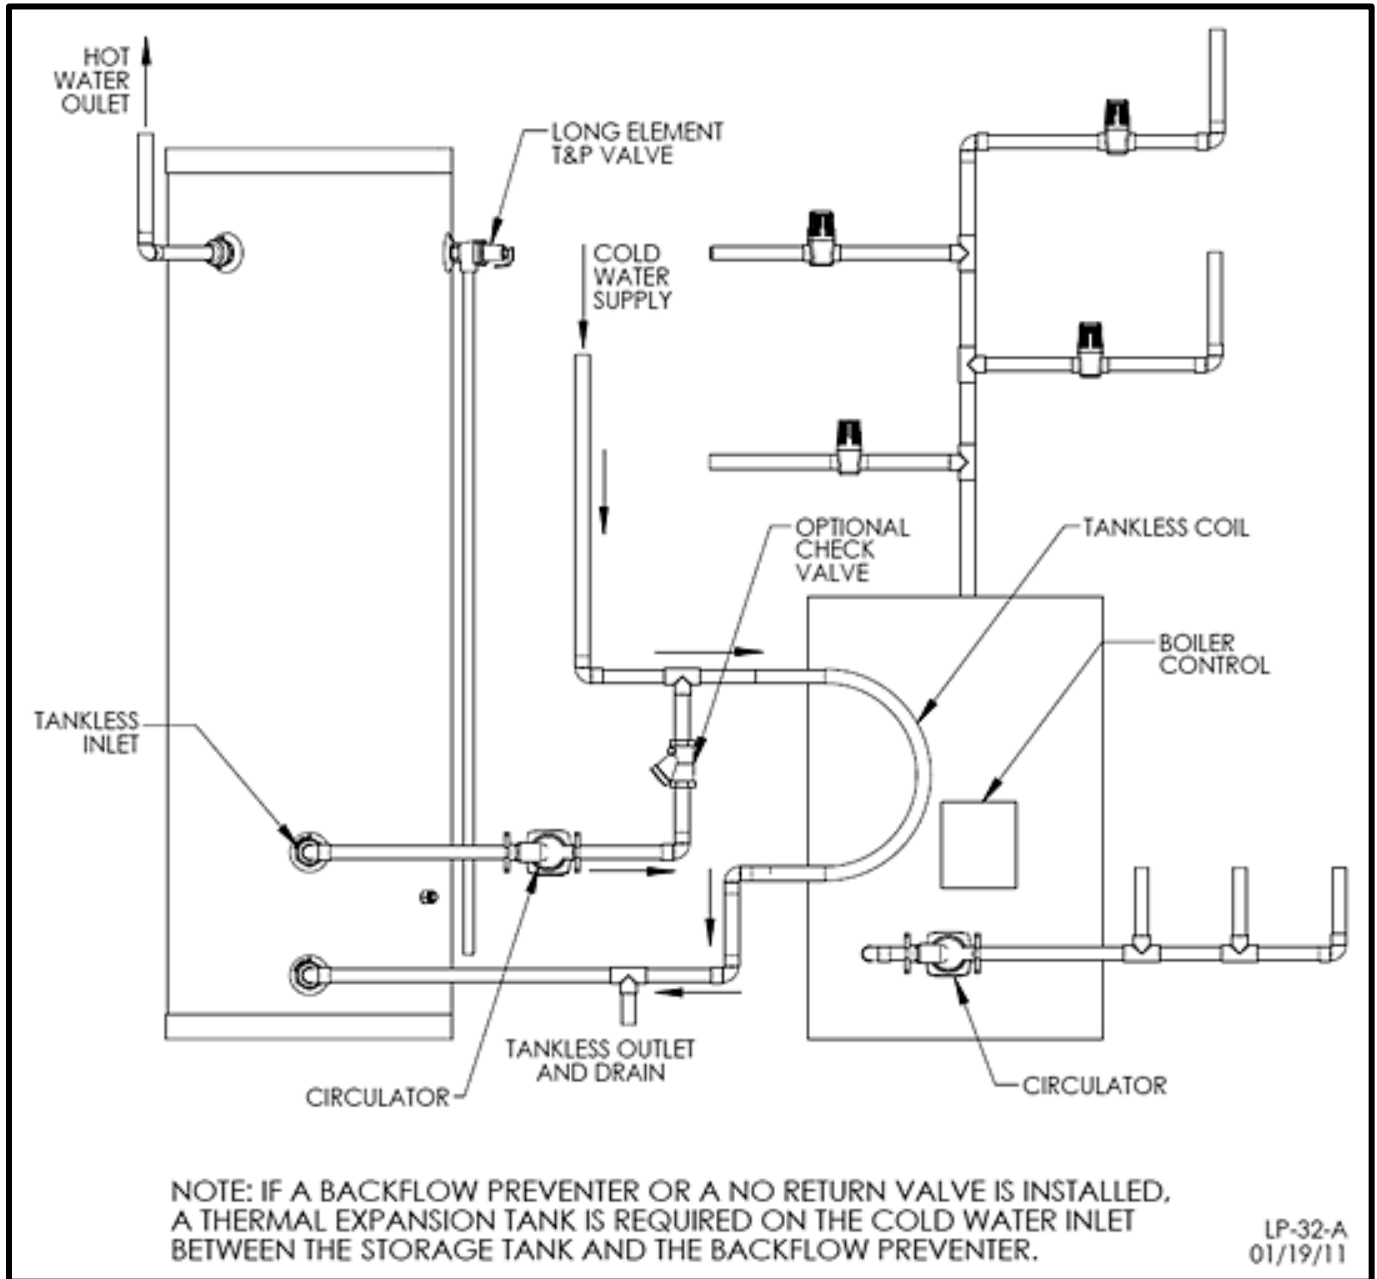 HOT
WATER
OULET
LONG ELEMENT
T&P VALVE
COLD
WATER
SUPPLY
OPTIONAL
CHECK
VALVE
TANKLESS COIL
BOILER
CONTROL
TANKLESS
INLET
TANKLESS OUTLET
AND DRAIN
CIRCULATOR
CIRCULATOR
NOTE: IF A BACKFLOW PREVENTER OR A NO RETURN VALVE IS INSTALLED,
A THERMAL EXPANSION TANK IS REQUIRED ON THE COLD WATER INLET
BETWEEN THE STORAGE TANK AND THE BACKFLOW PREVENTER.
LP-32-A
01/19/11